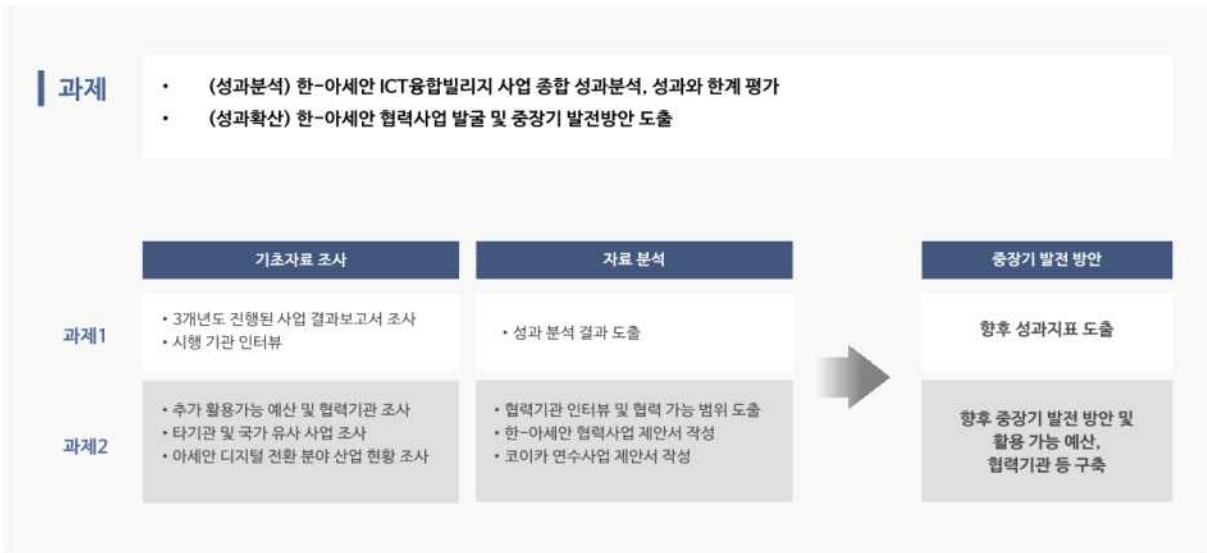 과제
• (성과분석) 한-아세안 ICT융합빌리지 사업 종합 성과분석, 성과와 한계 평가
• (성과확산) 한-아세안 협력사업 발굴 및 중장기 발전방안 도출
기초자료 조사
자료 분석
중장기 발전 방안
과제1
• 3개년도 진행된 사업 결과보고서 조사
• 시행 기관 인터뷰
• 성과 분석 결과 도출
향후 성과지표 도출
과제2
• 추가 활용가능 예산 및 협력기관 조사
• 타기관 및 국가 유사 사업 조사
• 아세안 디지털 전환 분야 산업 현황 조사
• 협력기관 인터뷰 및 협력 가능 범위 도출
• 한-아세안 협력사업 제안서 작성
• 코이카 연수사업 제안서 작성
향후 중장기 발전 방안 및
활용 가능 예산,
협력기관 등 구축